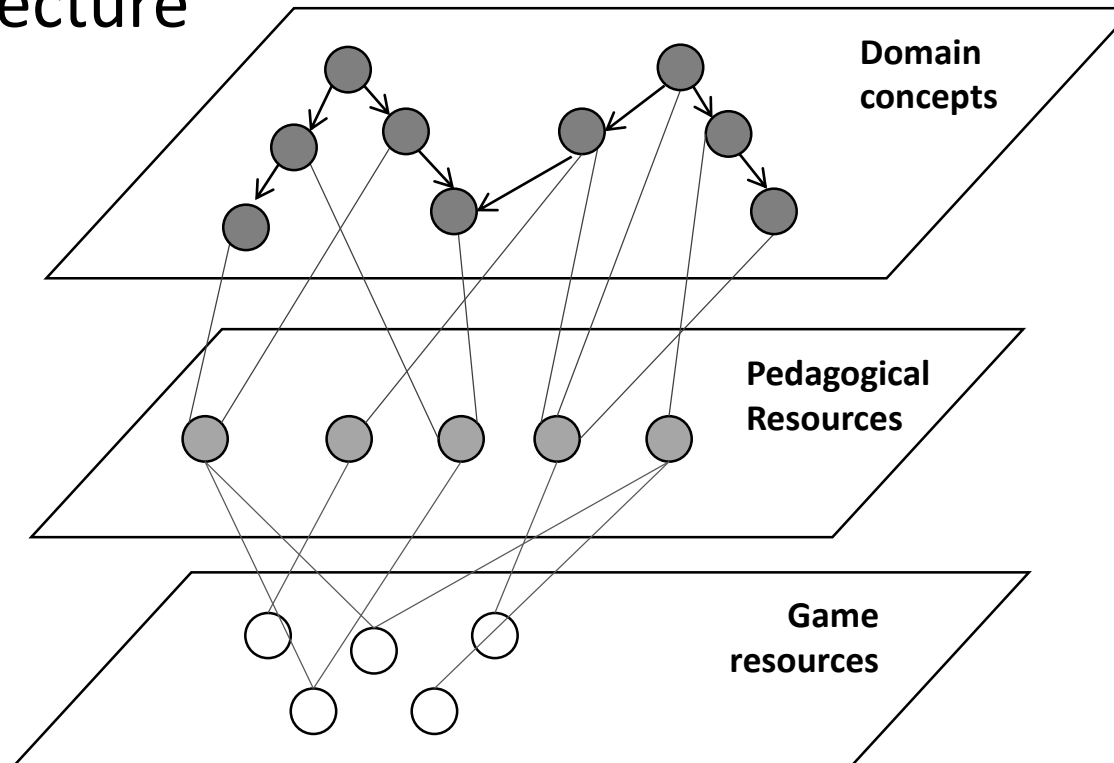 ecture
Domain
concepts
Pedagogical
Resources
Game
resources